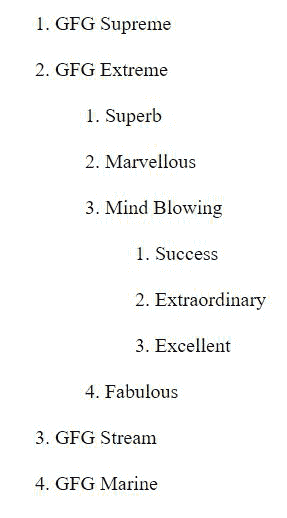 1. GFG Supreme
2. GFG Extreme
1. Superb
2. Marvellous
3. Mind Blowing
1. Success
2. Extraordinary
3. Excellent
4. Fabulous
3. GFG Stream
4. GFG Marine